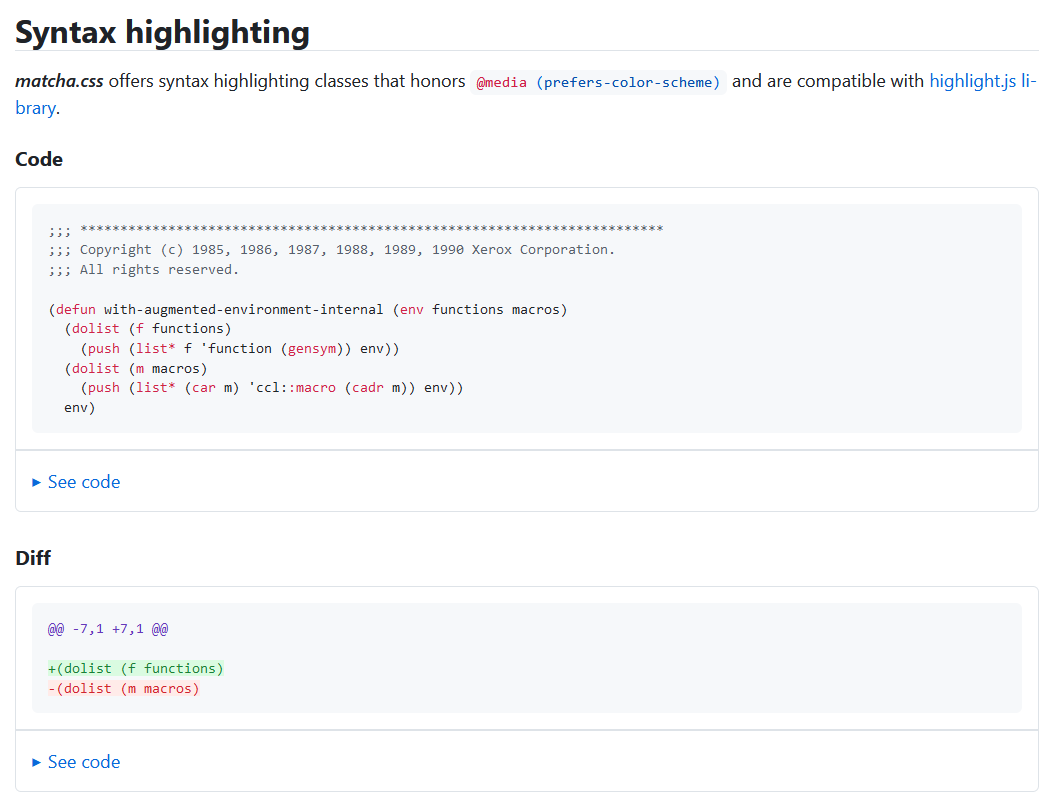 Syntax highlighting
matcha.css offers syntax highlighting classes that honors @media (prefers-color-scheme) and are compatible with highlight.js li-
brary.
Code
;;; *************************************************************************
;;; Copyright (c) 1985, 1986, 1987, 1988, 1989, 1990 Xerox Corporation.
;;; All rights reserved.
(defun with-augmented-environment-internal (env functions macros)
  (dolist (f functions)
    (push (list* f 'function (gensym)) env))
  (dolist (m macros)
    (push (list* (car m) 'ccl::macro (cadr m)) env))
  env)
▸ See code
Diff
@@ -7,1 +7,1 @@
+(dolist (f functions)
-(dolist (m macros)
▸ See code